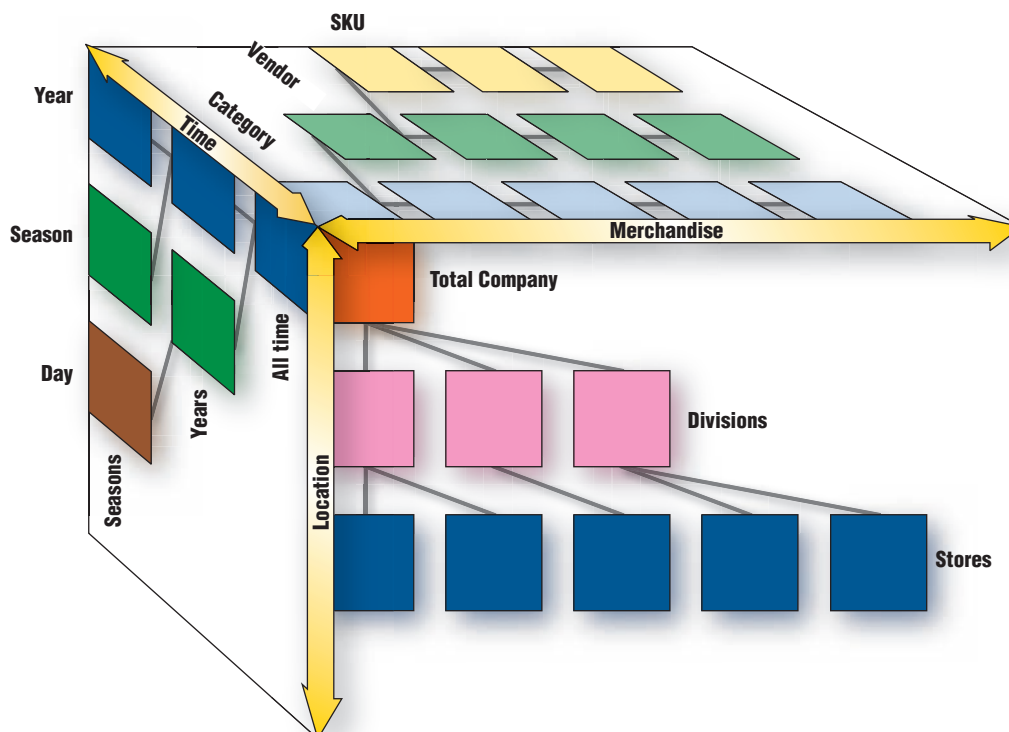 SKU
Vendor
Year
Category
Time
Season
Merchandise
Total Company
All time
Day
Years
Divisions
Seasons
Location
Stores